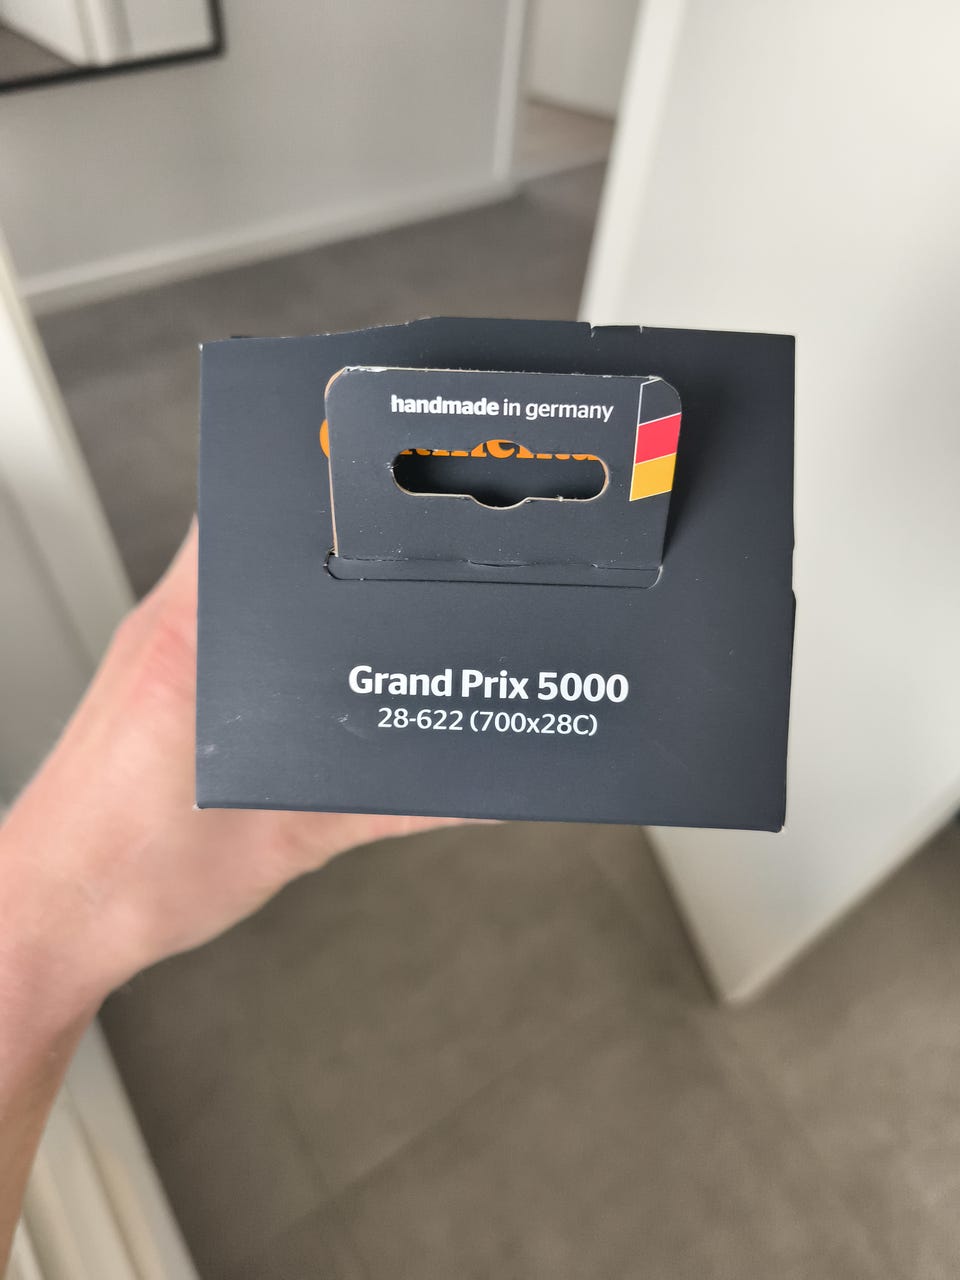 handmade in germany
Grand Prix 5000
28-622 (700x28C)